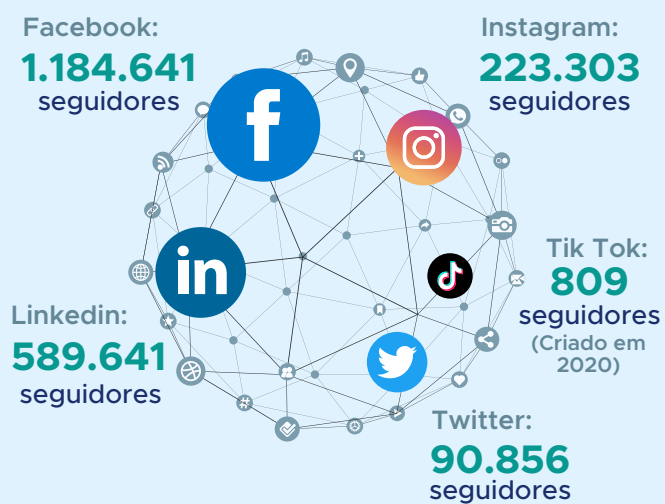 Facebook:
1.184.641
seguidores
Instagram:
223.303
seguidores
Linkedin:
589.641
seguidores
Tik Tok:
809
seguidores
(Criado em
2020)
Twitter:
90.856
seguidores